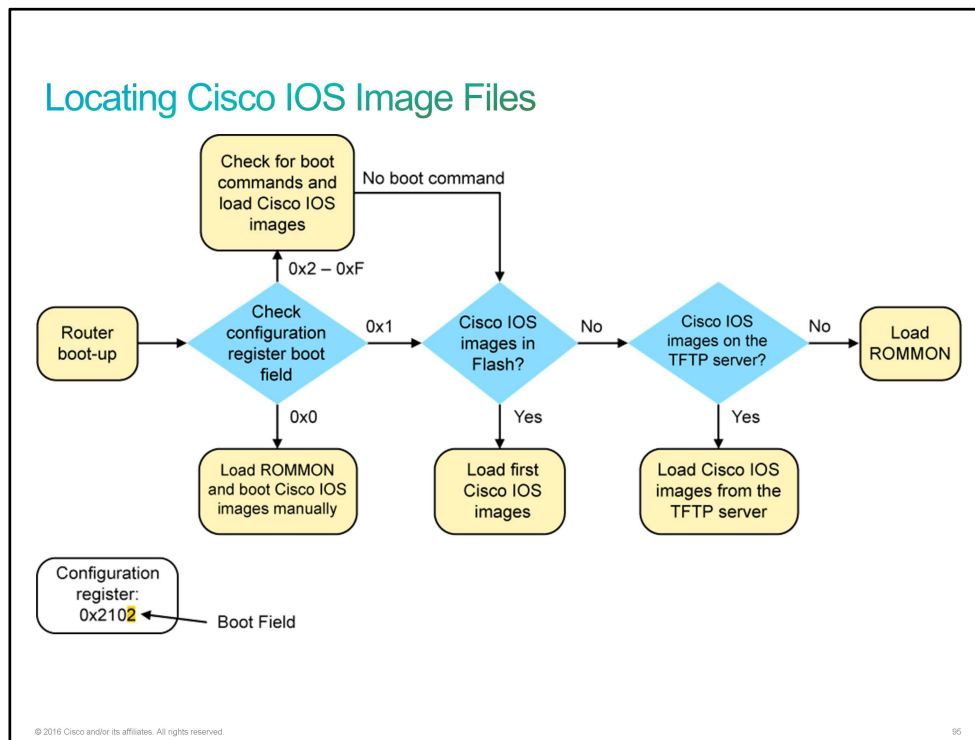 Locating Cisco IOS Image Files
Check for boot
commands and
load Cisco IOS
images
No boot command
0x2 – 0xF
Router
boot-up
Check
configuration
register boot
field
0x1
Cisco IOS
images in
Flash?
No
Cisco IOS
images on the
TFTP server?
No
Load
ROMMON
0x0
Yes
Yes
Load ROMMON
and boot Cisco IOS
images manually
Load first
Cisco IOS
images
Load Cisco IOS
images from the
TFTP server
Configuration
register:
0x2102
Boot Field
© 2016 Cisco and/or its affiliates. All rights reserved.
95